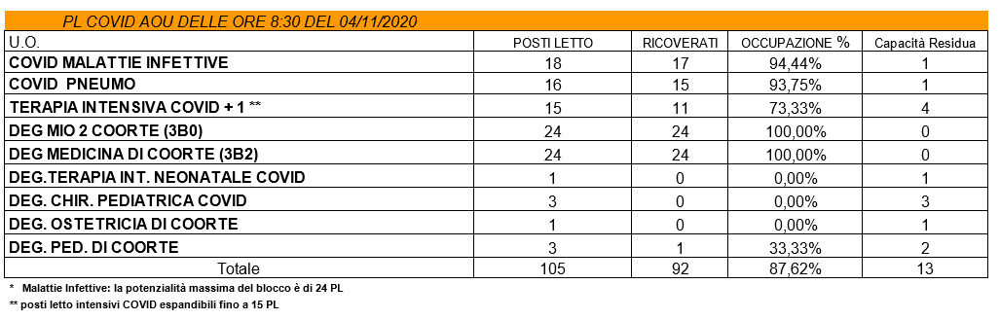 PL COVID AOU DELLE ORE 8:30 DEL 04/11/2020
U.O. POSTI LETTO RICOVERATI OCCUPAZIONE % Capacità Residua
COVID MALATTIE INFETTIVE 18 17 94,44% 1
COVID PNEUMO 16 15 93,75% 1
TERAPIA INTENSIVA COVID + 1 ** 15 11 73,33% 4
DEG MIO 2 COORTE (3B0) 24 24 100,00% 0
DEG MEDICINA DI COORTE (3B2) 24 24 100,00% 0
DEG.TERAPIA INT. NEONATALE COVID 1 0 0,00% 1
DEG. CHIR. PEDIATRICA COVID 3 0 0,00% 3
DEG. OSTETRICIA DI COORTE 1 0 0,00% 1
DEG. PED. DI COORTE 3 1 33,33% 2
Totale 105 92 87,62% 13
* Malattie Infettive: la potenzialità massima del blocco è di 24 PL
** posti letto intensivi COVID espandibili fino a 15 PL